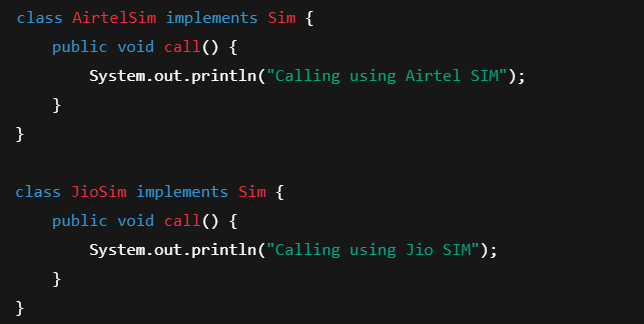 class AirtelSim implements Sim {
    public void call() {
        System.out.println("Calling using Airtel SIM");
    }
}

class JioSim implements Sim {
    public void call() {
        System.out.println("Calling using Jio SIM");
    }
}